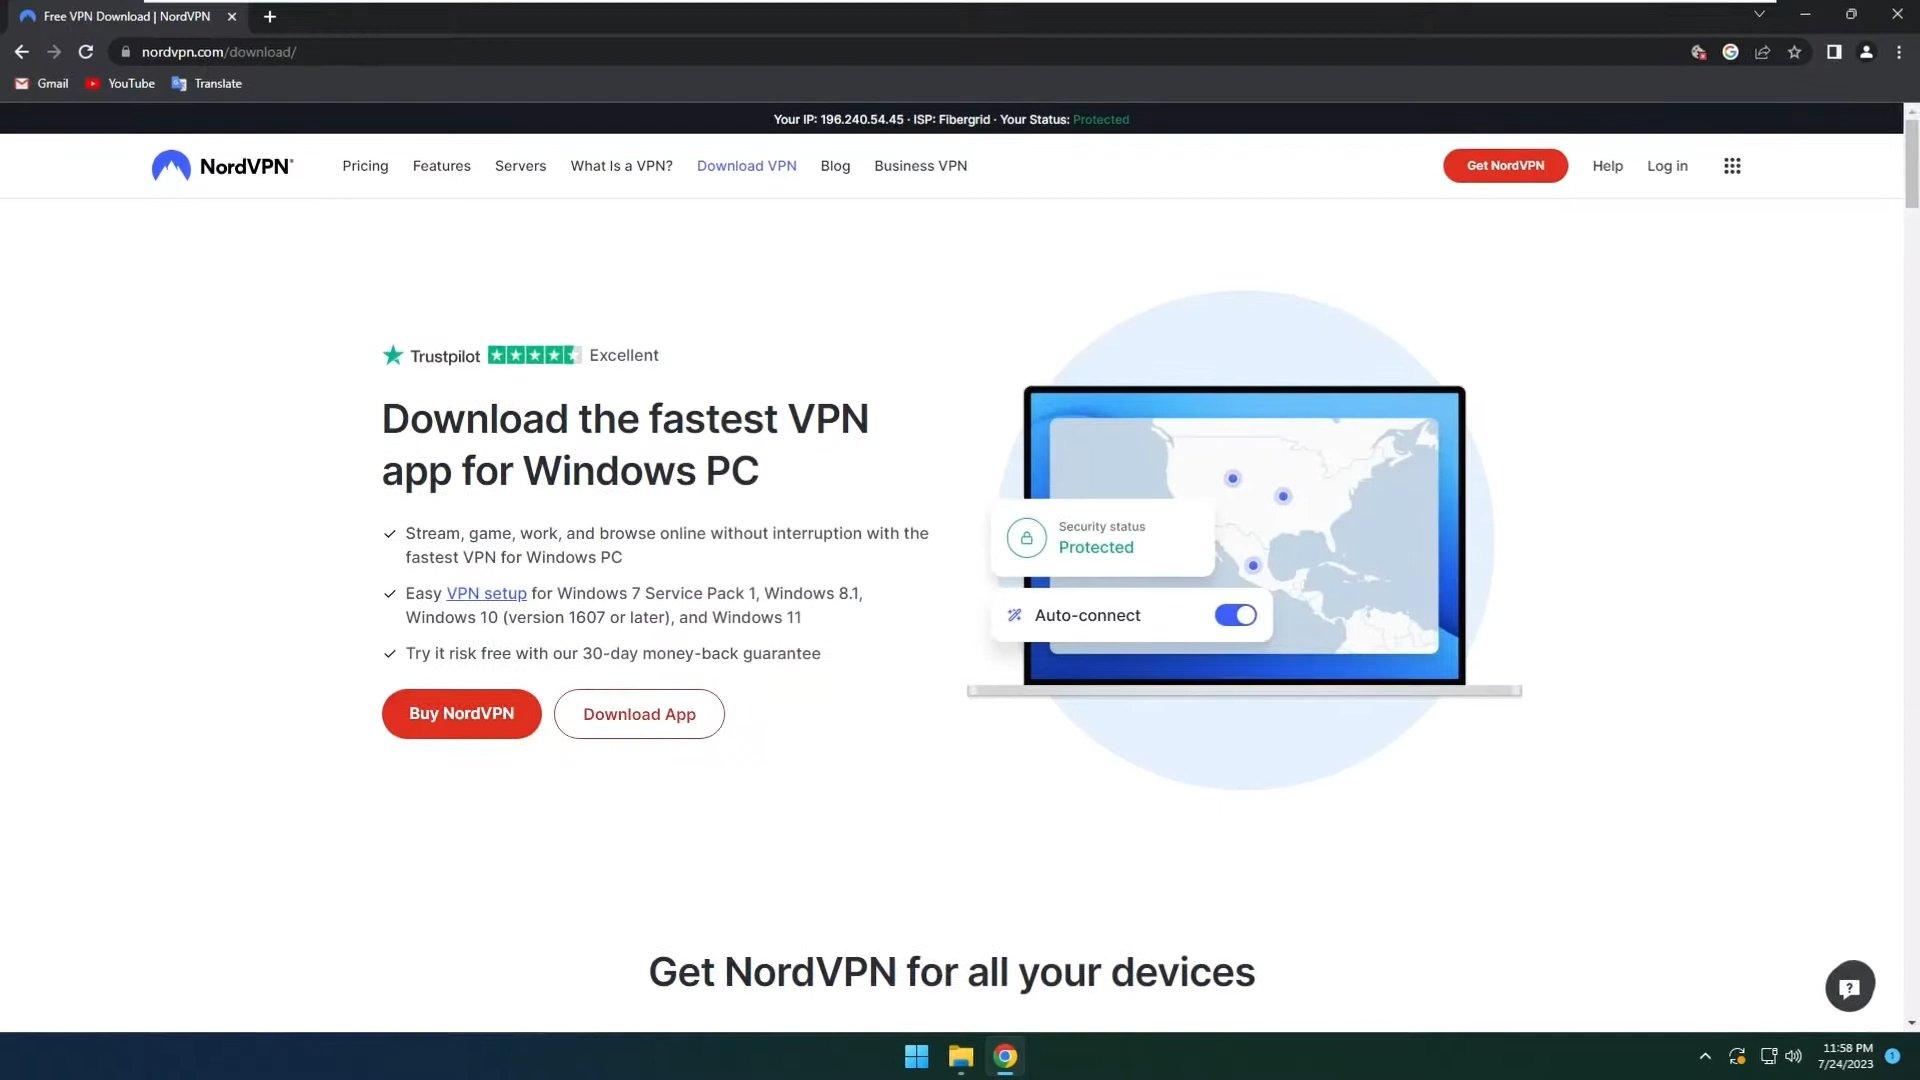 Free VPN Download | NordVPN
nordvpn.com/download/
Gmail YouTube Translate
Your IP: 196.240.54.45 · ISP: Fibergrid · Your Status: Protected
NordVPN® Pricing Features Servers What Is a VPN? Download VPN Blog Business VPN Get NordVPN Help Log in
Trustpilot Excellent
Download the fastest VPN
app for Windows PC
Stream, game, work, and browse online without interruption with the
fastest VPN for Windows PC
Easy VPN setup for Windows 7 Service Pack 1, Windows 8.1,
Windows 10 (version 1607 or later), and Windows 11
Try it risk free with our 30-day money-back guarantee
Buy NordVPN Download App
Security status
Protected
Auto-connect
Get NordVPN for all your devices
11:58 PM
7/24/2023
1